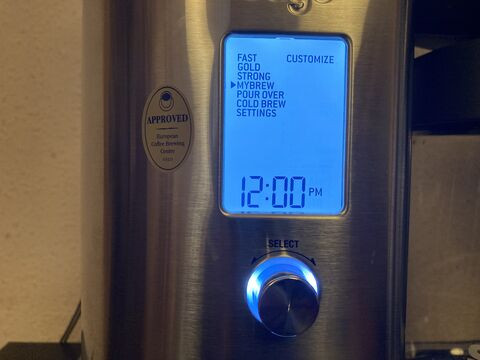 FAST CUSTOMIZE
GOLD
STRONG
MYBREW
POUR OVER
COLD BREW
SETTINGS
12:00 PM
SELECT
APPROVED
European
Coffee Brewing
Centre